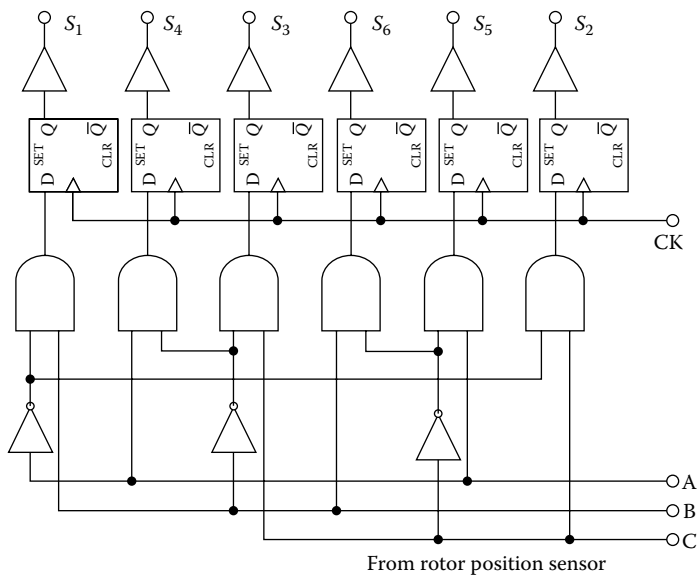 S1 S4 S3 S6 S5 S2
Q Q̅ Q Q̅ Q Q̅ Q Q̅ Q Q̅ Q Q̅
SET CLR SET CLR SET CLR SET CLR SET CLR SET CLR
D D D D D D
CK
A
B
C
From rotor position sensor